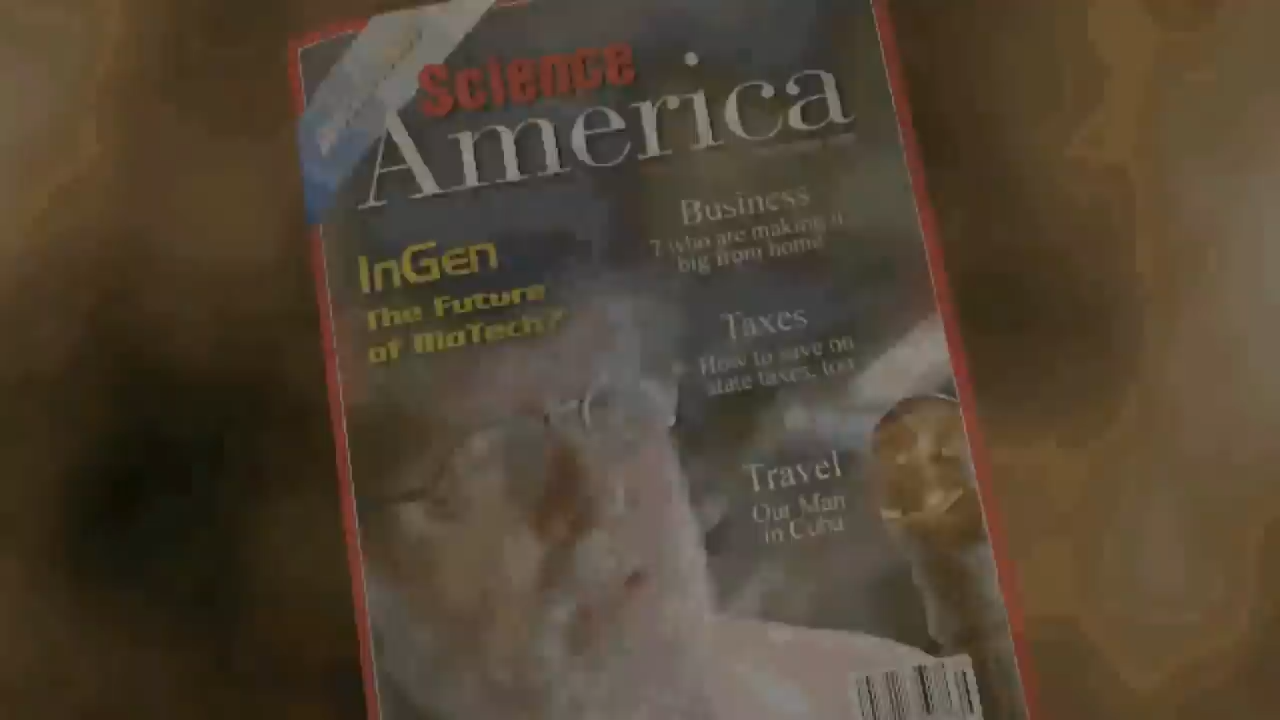 Science
America
InGen
The Future
of BioTech?
Business
7 who are making it
big from home
Taxes
How to save on
state taxes, too
Travel
Our Man
in Cuba